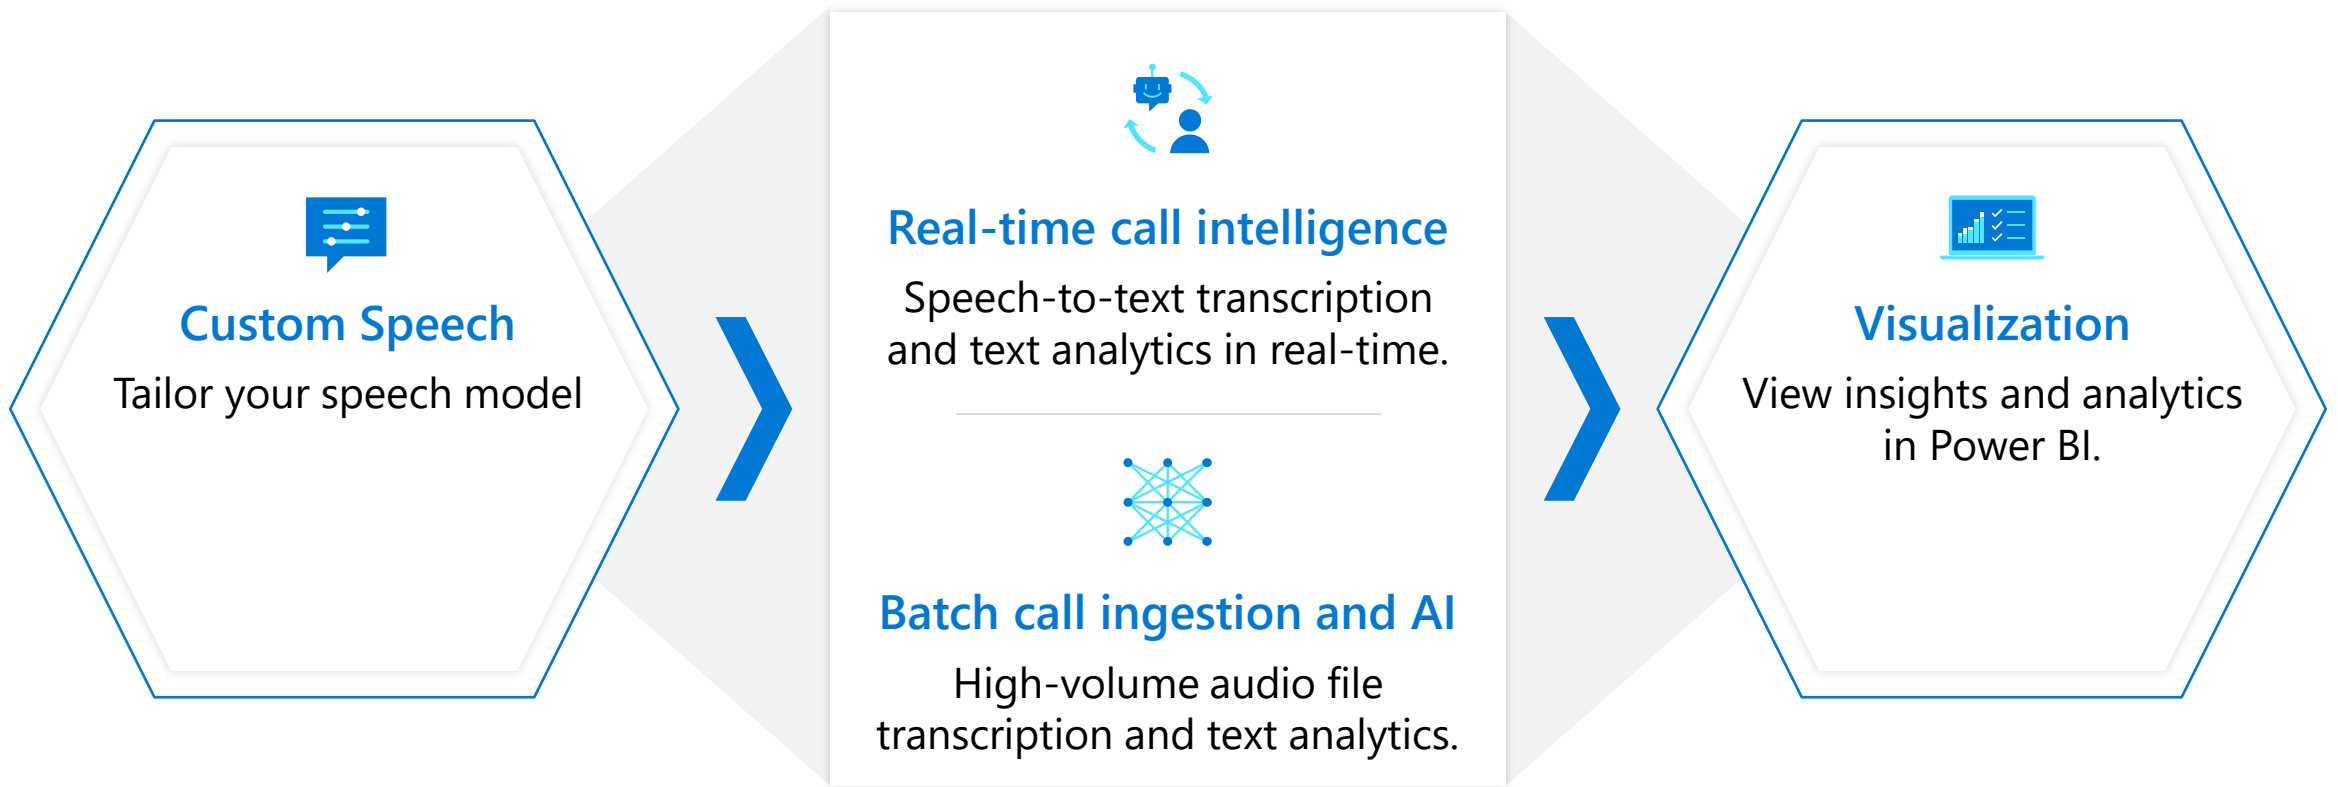 Custom Speech
Tailor your speech model
Real-time call intelligence
Speech-to-text transcription
and text analytics in real-time.
Batch call ingestion and AI
High-volume audio file
transcription and text analytics.
Visualization
View insights and analytics
in Power BI.